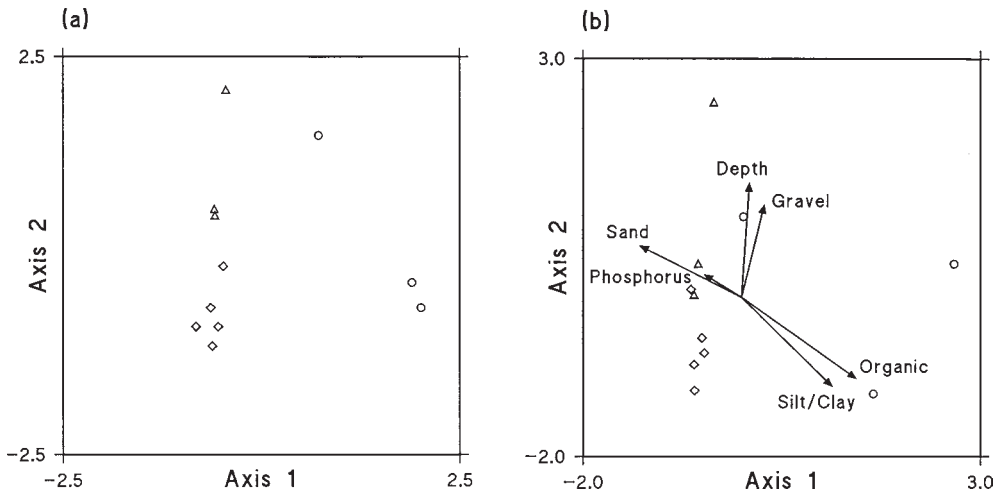 (a)
2.5
Axis 2
-2.5
-2.5
Axis 1
2.5
(b)
3.0
Depth
Gravel
Sand
Phosphorus
Axis 2
Organic
Silt/Clay
-2.0
-2.0
Axis 1
3.0